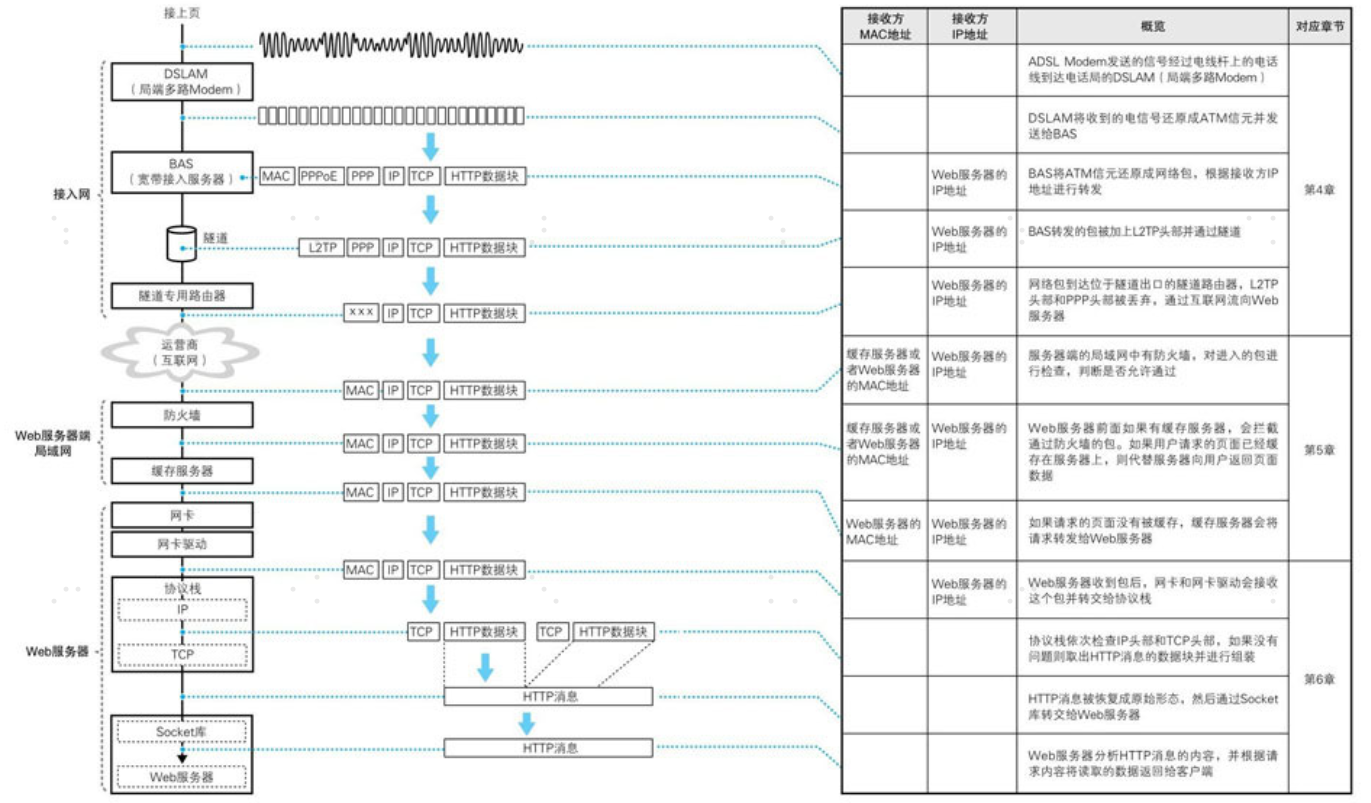 接上页
DSLAM
（局端多路Modem）
BAS
（宽带接入服务器）
MAC PPPoE PPP IP TCP HTTP数据块
接入网
隧道
L2TP PPP IP TCP HTTP数据块
隧道专用路由器
xxx IP TCP HTTP数据块
运营商
（互联网）
MAC IP TCP HTTP数据块
防火墙
Web服务器端
局域网
MAC IP TCP HTTP数据块
缓存服务器
MAC IP TCP HTTP数据块
网卡
网卡驱动
MAC IP TCP HTTP数据块
协议栈
IP
TCP HTTP数据块 TCP HTTP数据块
Web服务器
TCP
HTTP消息
Socket库
HTTP消息
Web服务器
接收方
MAC地址
接收方
IP地址
概览
对应章节
ADSL Modem发送的信号经过电线杆上的电话
线到达电话局的DSLAM（局端多路Modem）
DSLAM将收到的电信号还原成ATM信元并发
送给BAS
Web服务器的
IP地址
BAS将ATM信元还原成网络包，根据接收方IP
地址进行转发
第4章
Web服务器的
IP地址
BAS转发的包被加上L2TP头部并通过隧道
Web服务器的
IP地址
网络包到达位于隧道出口的隧道路由器，L2TP
头部和PPP头部被丢弃，通过互联网流向Web
服务器
缓存服务器或
者Web服务器
的MAC地址
Web服务器的
IP地址
服务器端的局域网中有防火墙，对进入的包进
行检查，判断是否允许通过
缓存服务器或
者Web服务器
的MAC地址
Web服务器的
IP地址
Web服务器前面如果有缓存服务器，会拦截
通过防火墙的包。如果用户请求的页面已经缓
存在服务器上，则代替服务器向用户返回页面
数据
第5章
Web服务器的
MAC地址
Web服务器的
IP地址
如果请求的页面没有被缓存，缓存服务器会将
请求转发给Web服务器
Web服务器的
IP地址
Web服务器收到包后，网卡和网卡驱动会接收
这个包并转交给协议栈
协议栈依次检查IP头部和TCP头部，如果没有
问题则取出HTTP消息的数据块并进行组装
第6章
HTTP消息被恢复成原始形态，然后通过Socket
库转交给Web服务器
Web服务器分析HTTP消息的内容，并根据请
求内容将读取的数据返回给客户端